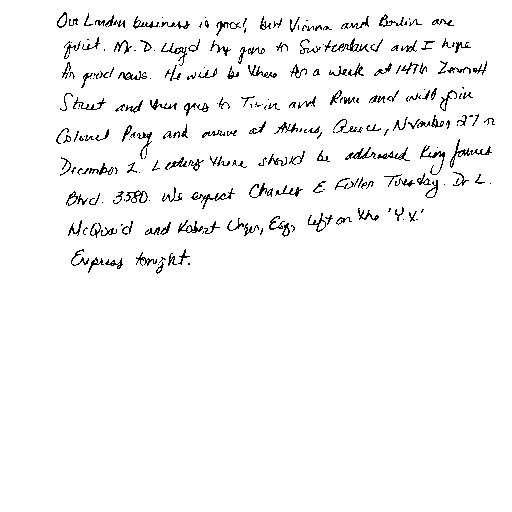 Our London business is good, but Vienna and Berlin are
quiet. Mr. D. Lloyd has gone to Switzerland and I hope
for good news. He will be there for a week at 1476 Zermott
Street and then goes to Turin and Rome and will join
Colonel Parry and arrive at Athens, Greece, November 27 or
December 2. Letters there should be addressed King James
Blvd. 3580. We expect Charles E. Fuller Tuesday. Dr. L.
McQuaid and Robert Unger, Esq., left on the 'Y.X.'
Express tonight.